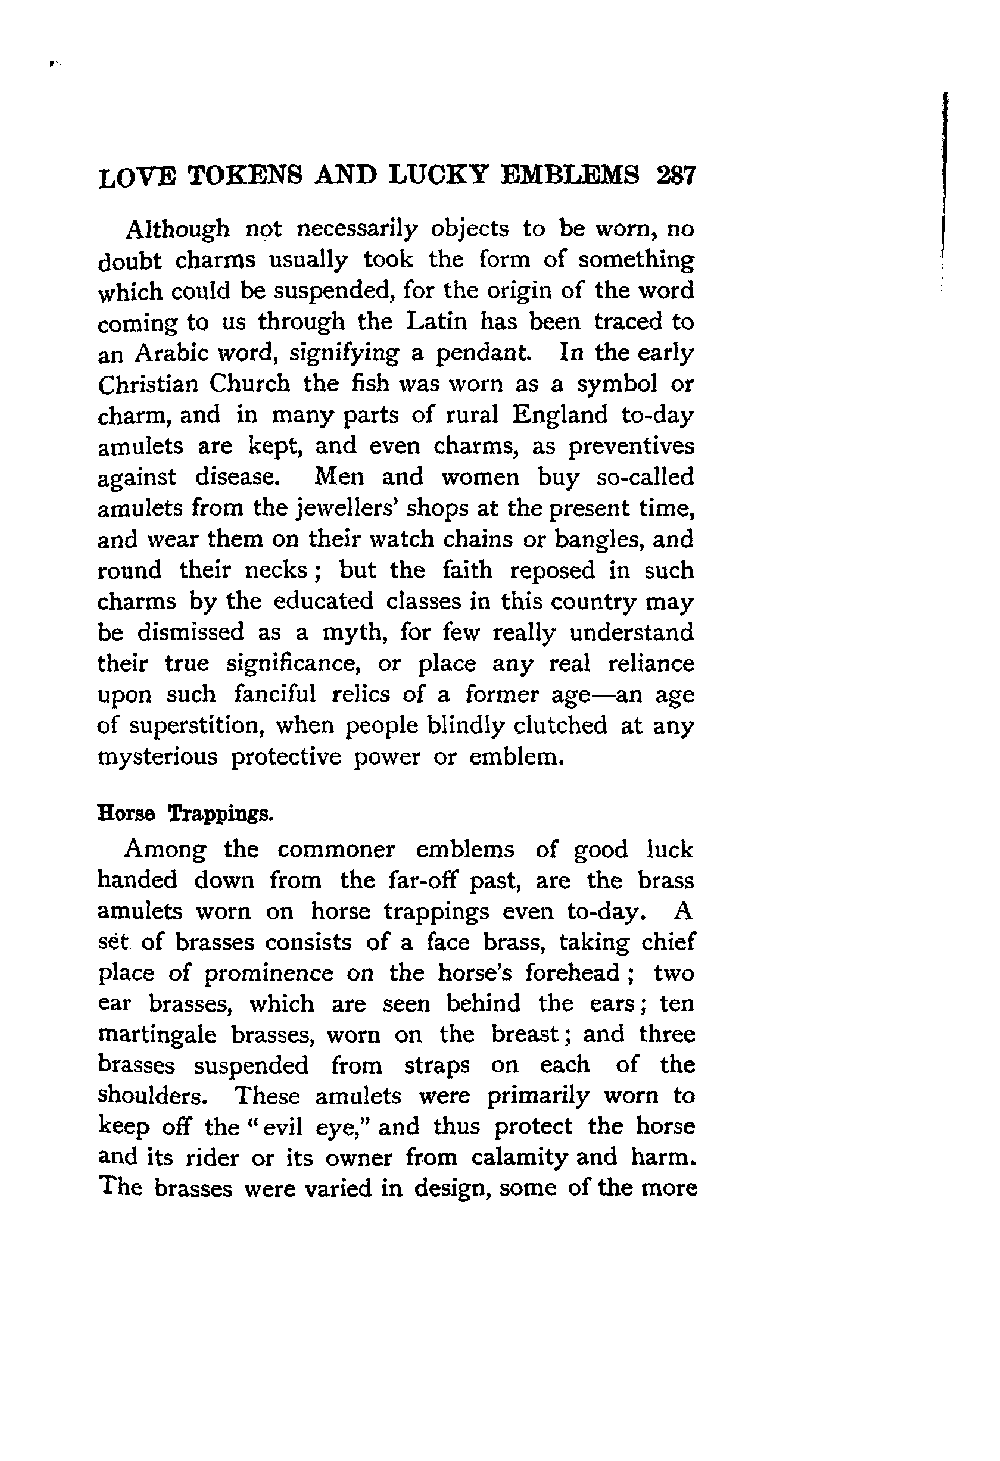 LOVE TOKENS AND LUCKY EMBLEMS 287
Although not necessarily objects to be worn, no
doubt charms usually took the form of something
which could be suspended, for the origin of the word
coming to us through the Latin has been traced to
an Arabic word, signifying a pendant. In the early
Christian Church the fish was worn as a symbol or
charm, and in many parts of rural England to-day
amulets are kept, and even charms, as preventives
against disease. Men and women buy so-called
amulets from the jewellers' shops at the present time,
and wear them on their watch chains or bangles, and
round their necks; but the faith reposed in such
charms by the educated classes in this country may
be dismissed as a myth, for few really understand
their true significance, or place any real reliance
upon such fanciful relics of a former age—an age
of superstition, when people blindly clutched at any
mysterious protective power or emblem.
Horse Trappings.
Among the commoner emblems of good luck
handed down from the far-off past, are the brass
amulets worn on horse trappings even to-day. A
set of brasses consists of a face brass, taking chief
place of prominence on the horse's forehead; two
ear brasses, which are seen behind the ears; ten
martingale brasses, worn on the breast; and three
brasses suspended from straps on each of the
shoulders. These amulets were primarily worn to
keep off the "evil eye," and thus protect the horse
and its rider or its owner from calamity and harm.
The brasses were varied in design, some of the more